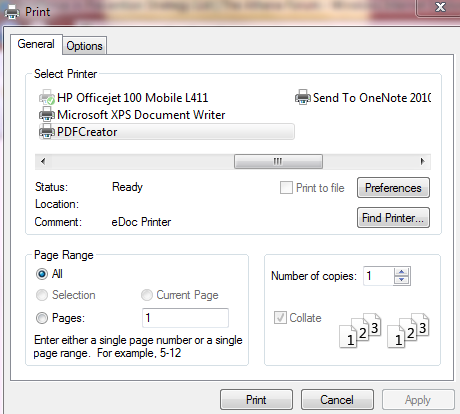 Print
General
Options
Select Printer
HP Officejet 100 Mobile L411
Send To OneNote 2010
Microsoft XPS Document Writer
PDFCreator
Status: Ready
Print to file
Preferences
Location:
Comment: eDoc Printer
Find Printer...
Page Range
All
Selection
Current Page
Pages: 1
Enter either a single page number or a single
page range. For example, 5-12
Number of copies: 1
Collate
1 2 3 1 2 3
Print
Cancel
Apply